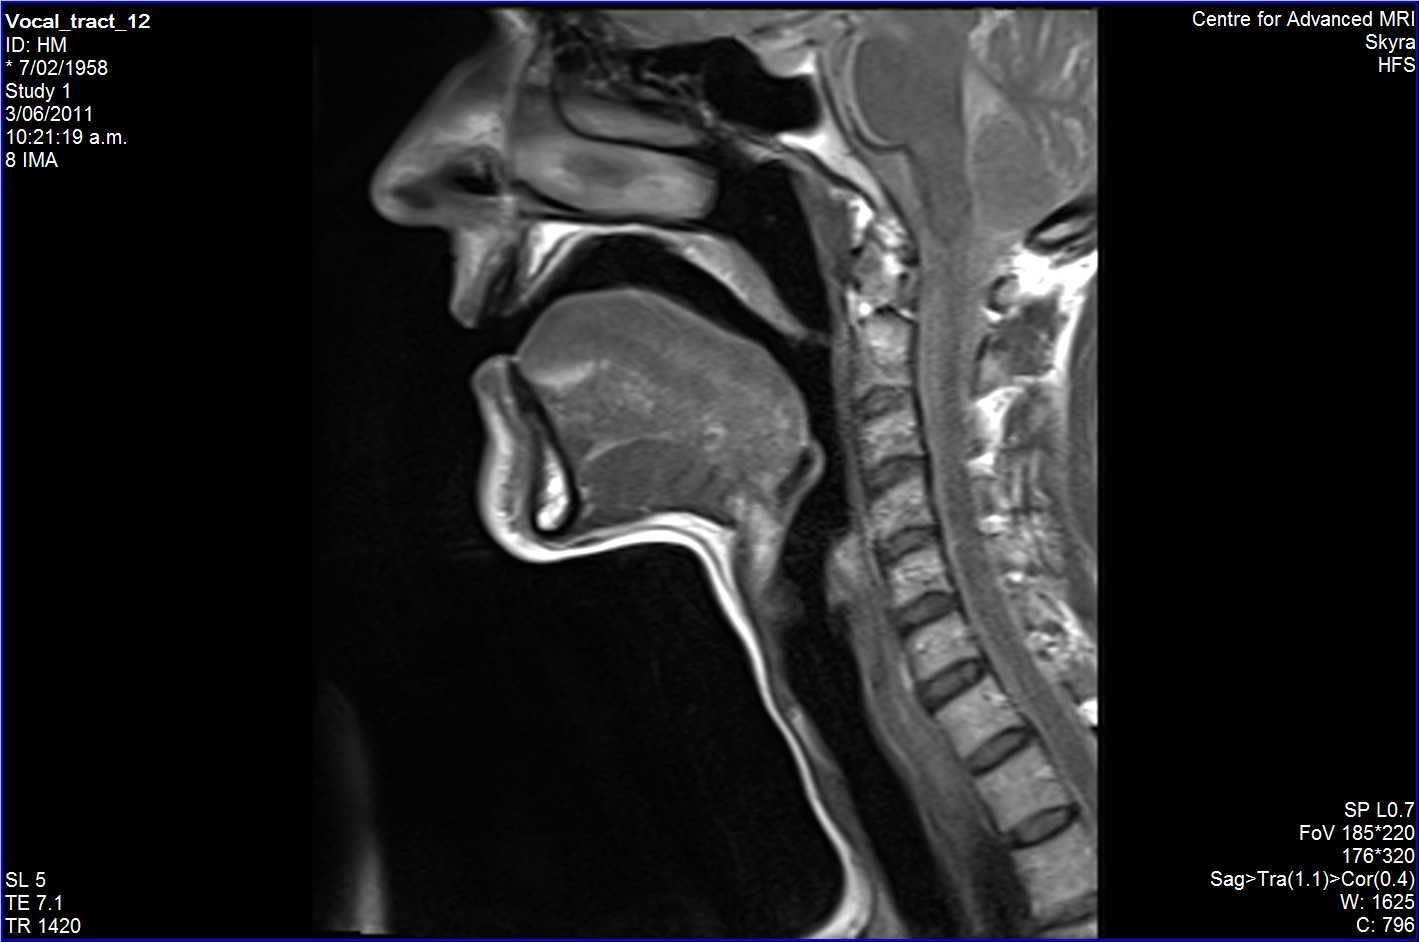 Vocal_tract_12
ID: HM
* 7/02/1958
Study 1
3/06/2011
10:21:19 a.m.
8 IMA
Centre for Advanced MRI
Skyra
HFS
SL 5
TE 7.1
TR 1420
SP L0.7
FoV 185*220
176*320
Sag>Tra(1.1)>Cor(0.4)
W: 1625
C: 796